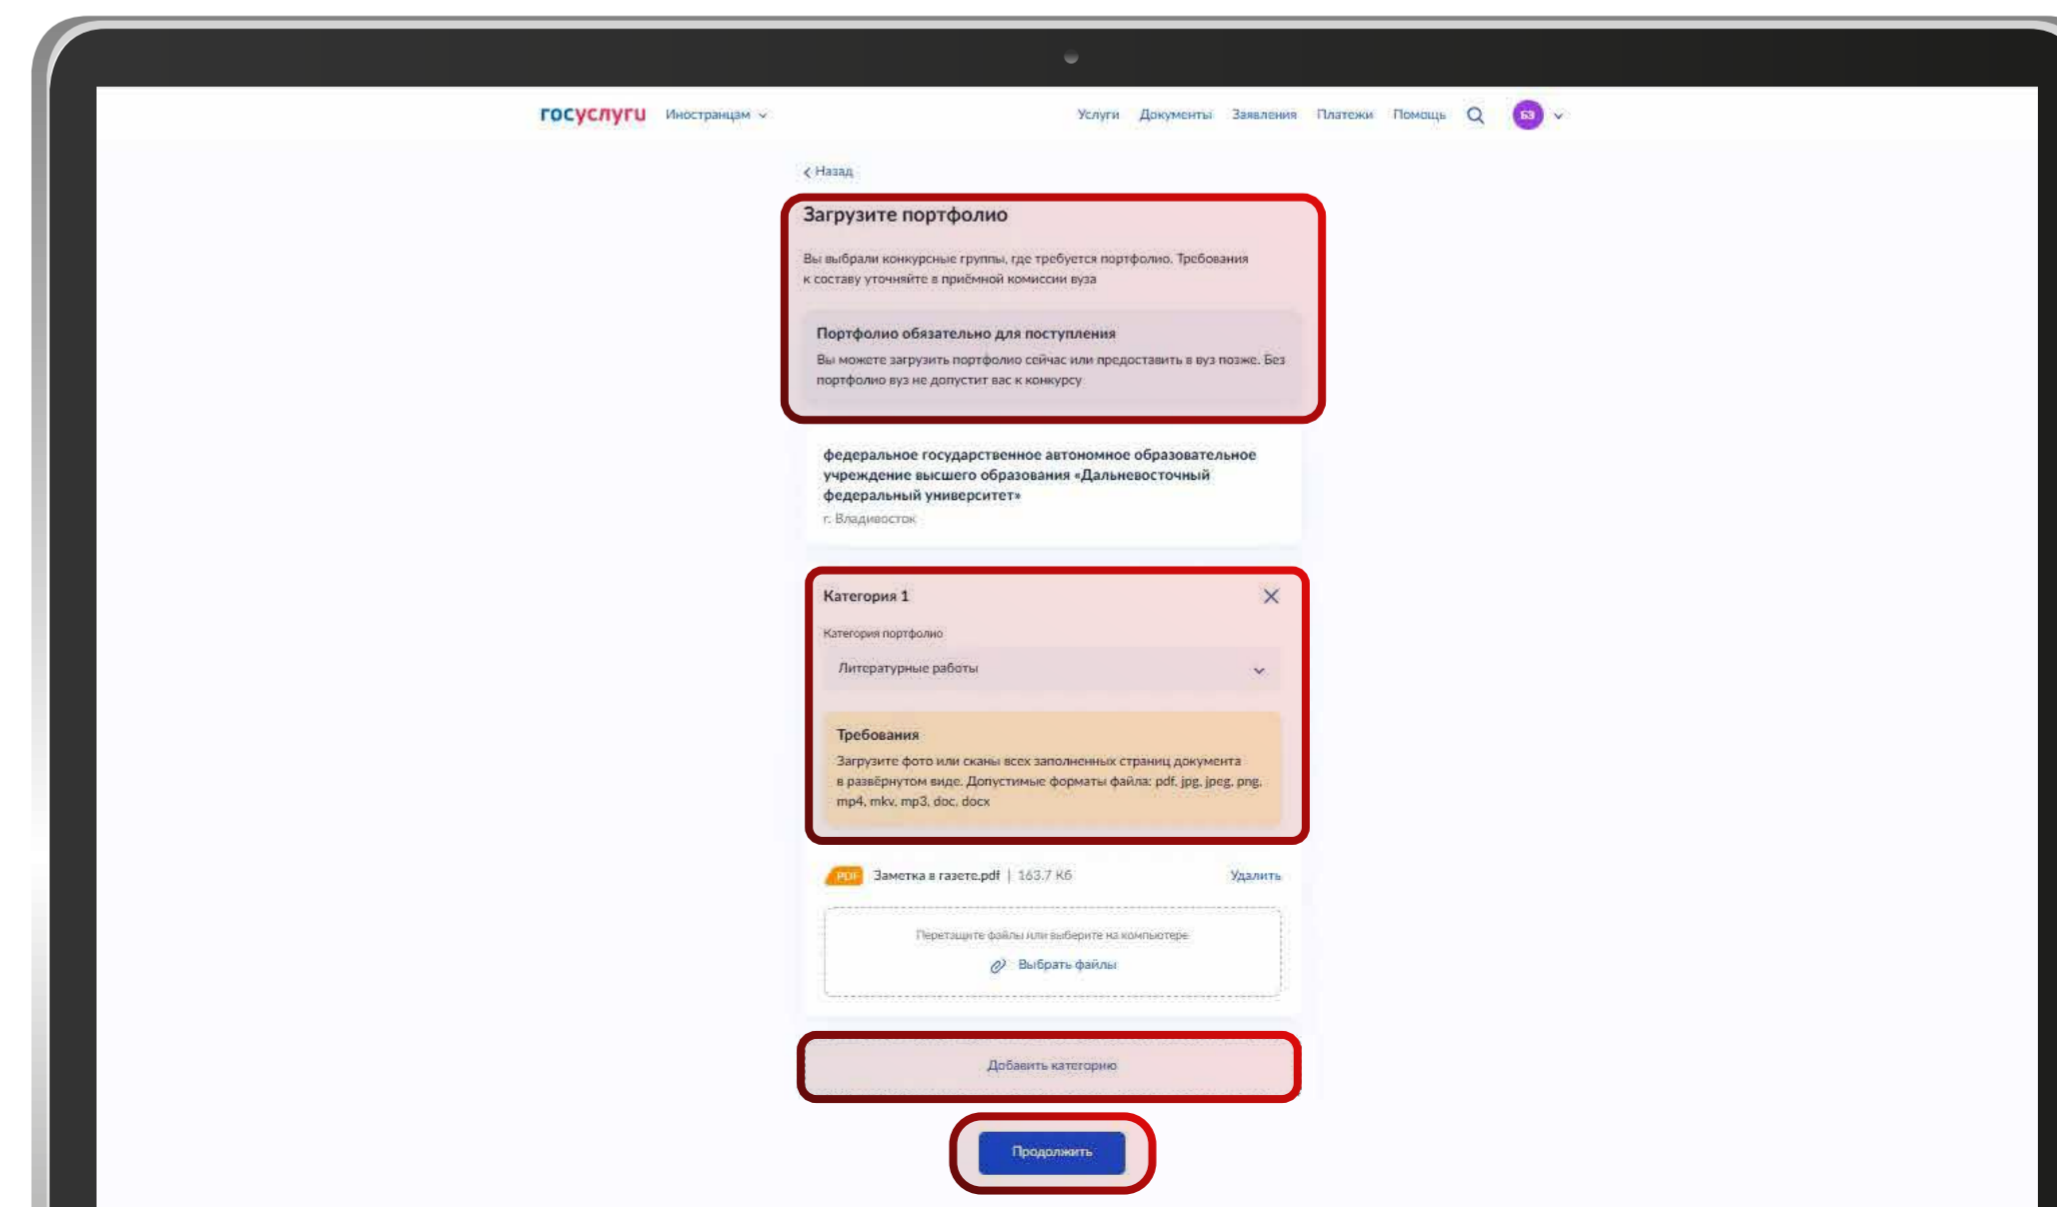 госуслуги Иностранцам Услуги Документы Заявления Платежи Помощь БЗ
Назад
Загрузите портфолио
Вы выбрали конкурсные группы, где требуется портфолио. Требования
к составу уточняйте в приёмной комиссии вуза
Портфолио обязательно для поступления
Вы можете загрузить портфолио сейчас или предоставить в вуз позже. Без
портфолио вуз не допустит вас к конкурсу
федеральное государственное автономное образовательное
учреждение высшего образования «Дальневосточный
федеральный университет»
г. Владивосток
Категория 1
Категория портфолио
Литературные работы
Требования
Загрузите фото или сканы всех заполненных страниц документа
в развёрнутом виде. Допустимые форматы файла: pdf, jpg, jpeg, png,
mp4, mkv, mp3, doc, docx
PDF Заметка в газете.pdf | 163.7 Кб Удалить
Перетащите файлы или выберите на компьютере
Выбрать файлы
Добавить категорию
Продолжить